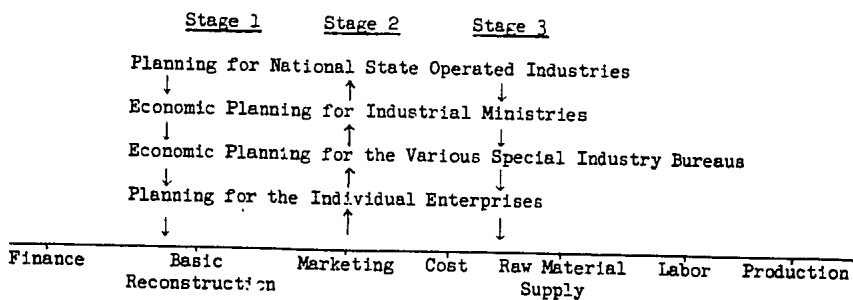 Stage 1 Stage 2 Stage 3
Planning for National State Operated Industries
Economic Planning for Industrial Ministries
Economic Planning for the Various Special Industry Bureaus
Planning for the Individual Enterprises
Finance Basic Marketing Cost Raw Material Labor Production
Reconstruction Supply